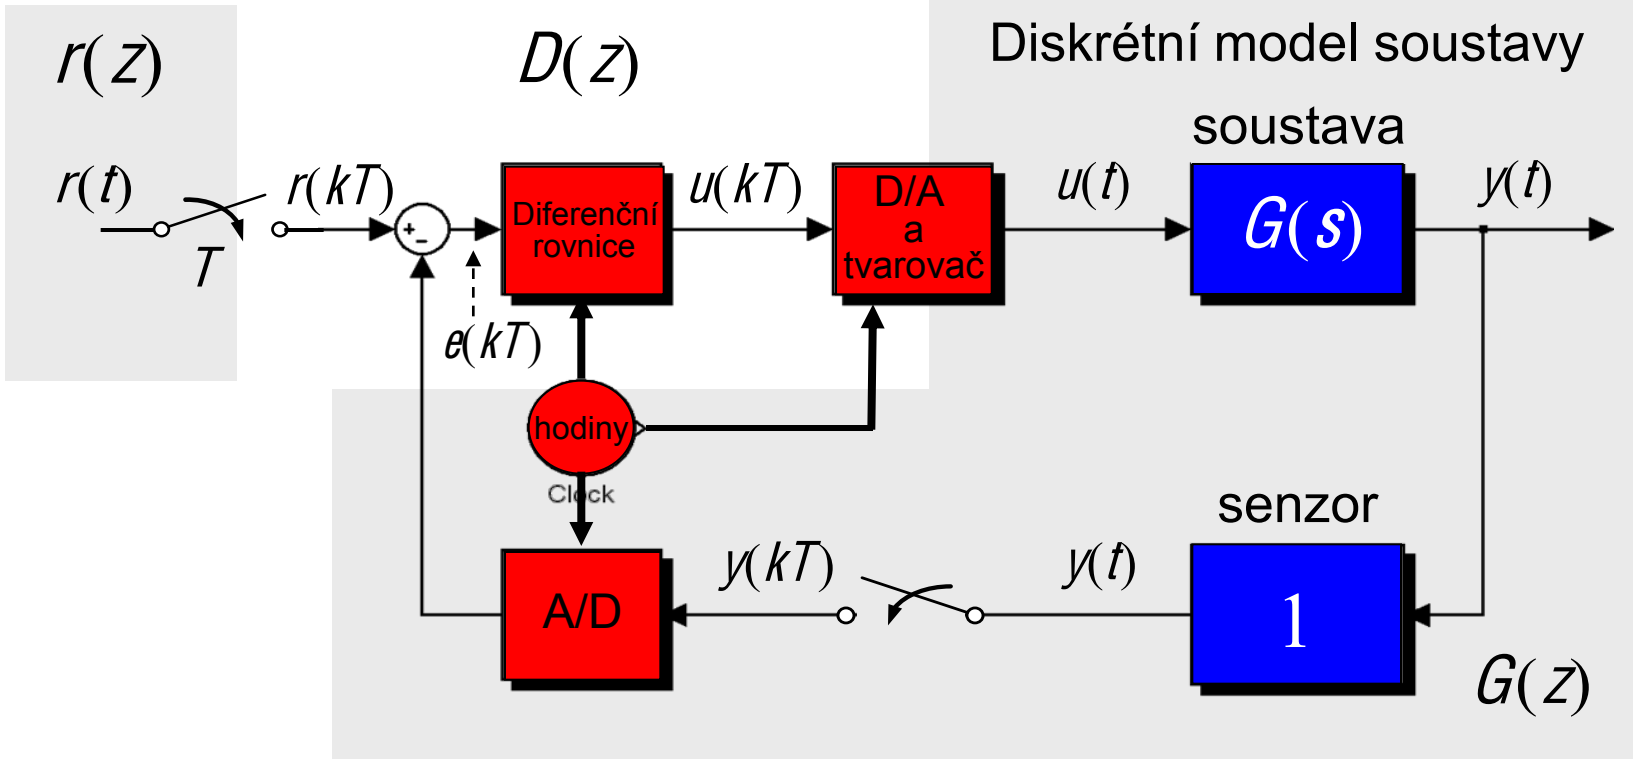 r(z)
D(z)
Diskrétní model soustavy
soustava
r(t)
r(kT)
u(kT)
u(t)
y(t)
T
+
−
Diferenční
rovnice
D/A
a
tvarovač
G(s)
e(kT)
hodiny
Clock
senzor
A/D
y(kT)
y(t)
1
G(z)